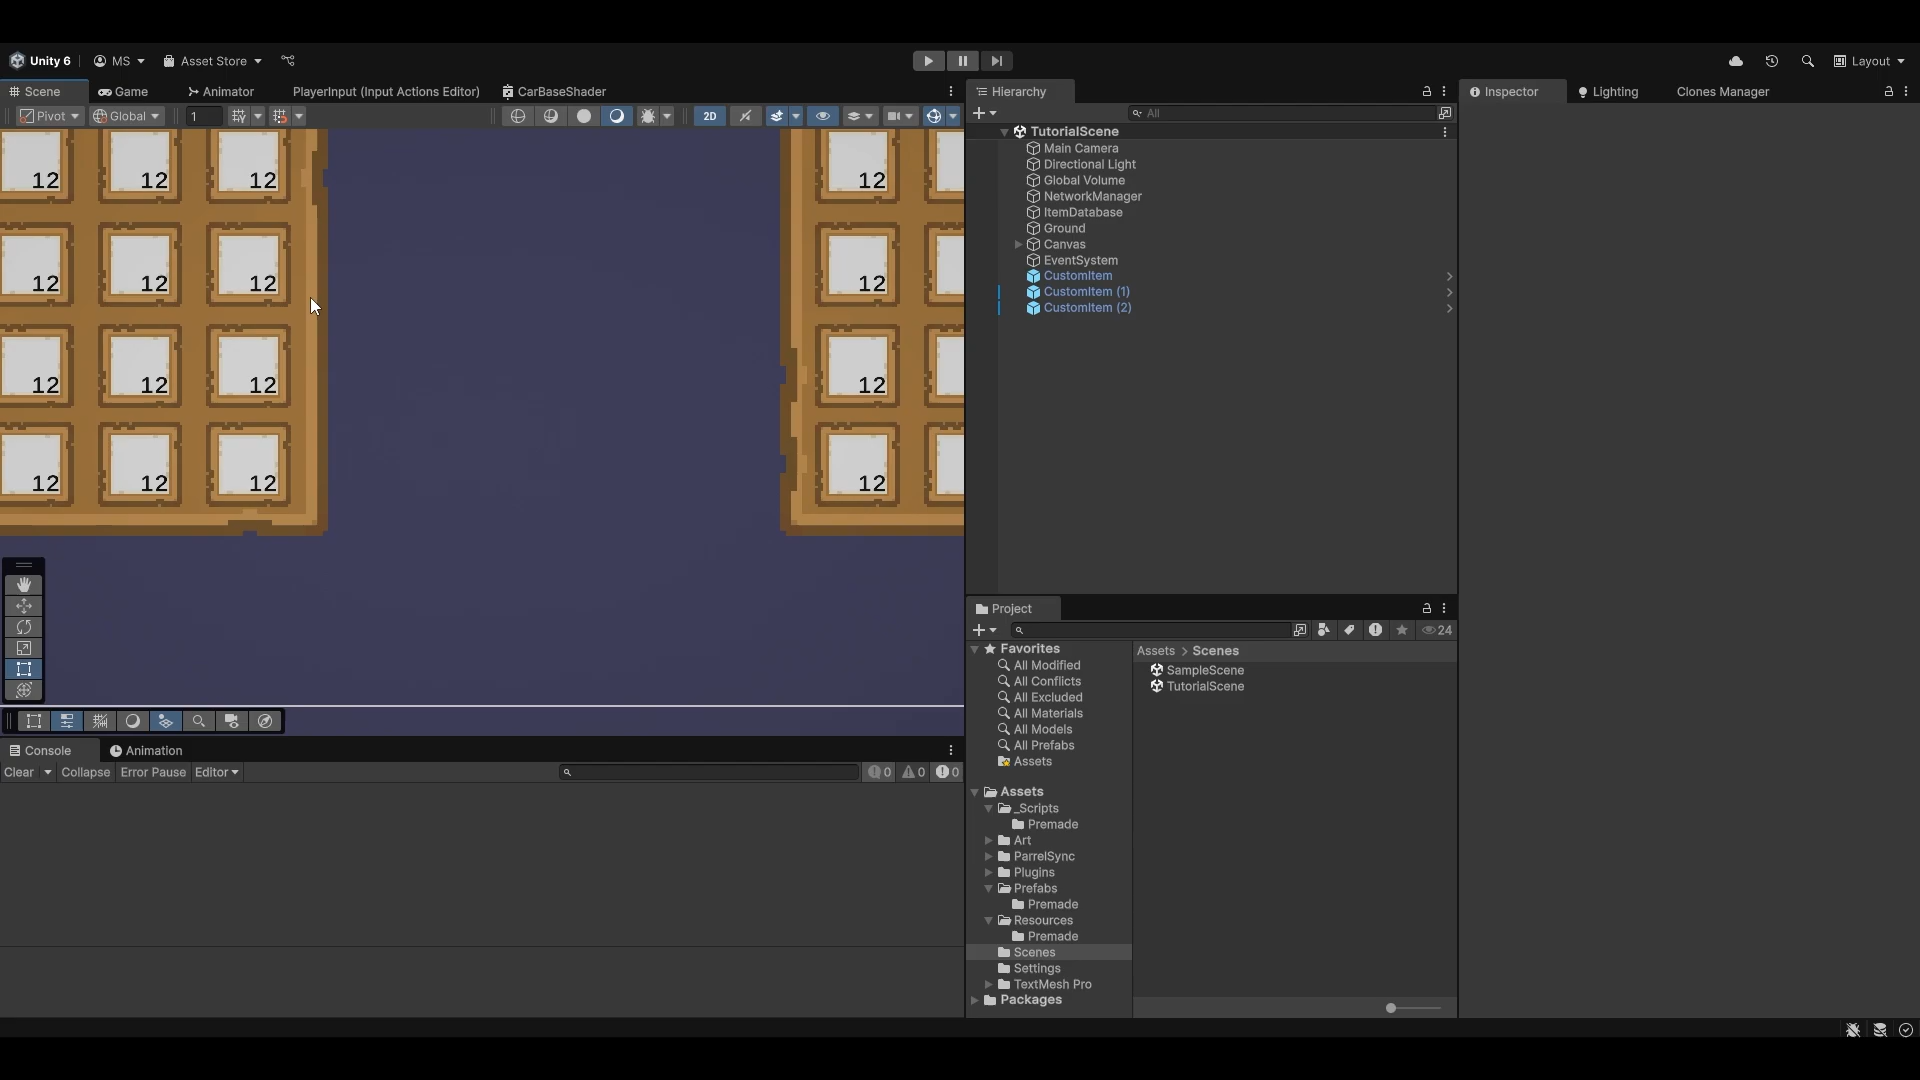 Unity 6 MS Asset Store Layout
Scene Game Animator PlayerInput (Input Actions Editor) CarBaseShader
Pivot Global 1 2D
12 12 12 12
12 12 12 12
12 12 12 12
12 12 12 12
Hierarchy
All
TutorialScene
Main Camera
Directional Light
Global Volume
NetworkManager
ItemDatabase
Ground
Canvas
EventSystem
CustomItem
CustomItem (1)
CustomItem (2)
Inspector Lighting Clones Manager
Console Animation
Clear Collapse Error Pause Editor 0 0 0
Project
24
Favorites
All Modified
All Conflicts
All Excluded
All Materials
All Models
All Prefabs
Assets
Assets
_Scripts
Premade
Art
ParrelSync
Plugins
Prefabs
Premade
Resources
Premade
Scenes
Settings
TextMesh Pro
Packages
Assets > Scenes
SampleScene
TutorialScene